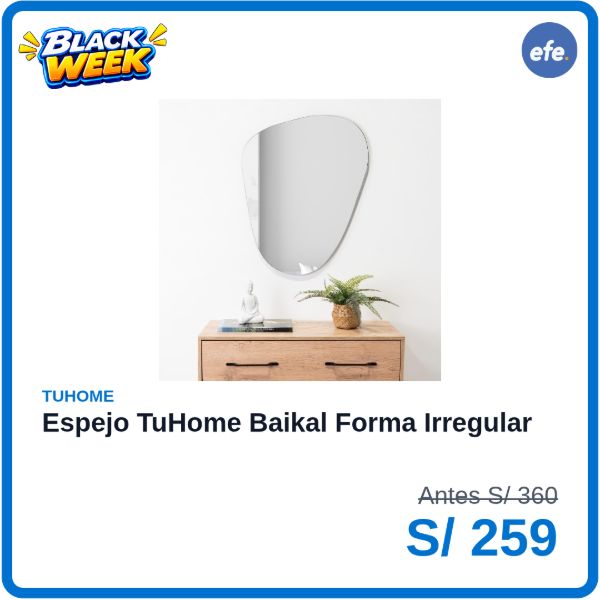 BLACK
WEEK
efe.
TUHOME
Espejo TuHome Baikal Forma Irregular
Antes S/ 360
S/ 259